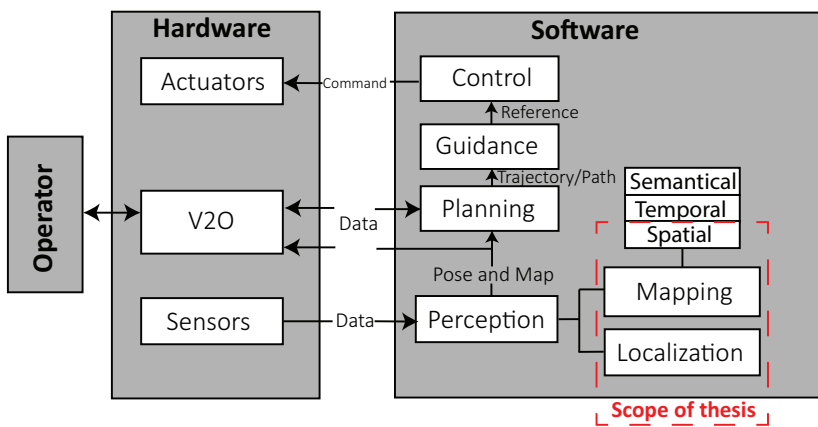 Hardware
Software
Actuators
Command
Control
Reference
Guidance
Trajectory/Path
Semantical
Temporal
Spatial
Operator
V2O
Data
Planning
Pose and Map
Mapping
Sensors
Data
Perception
Localization
Scope of thesis